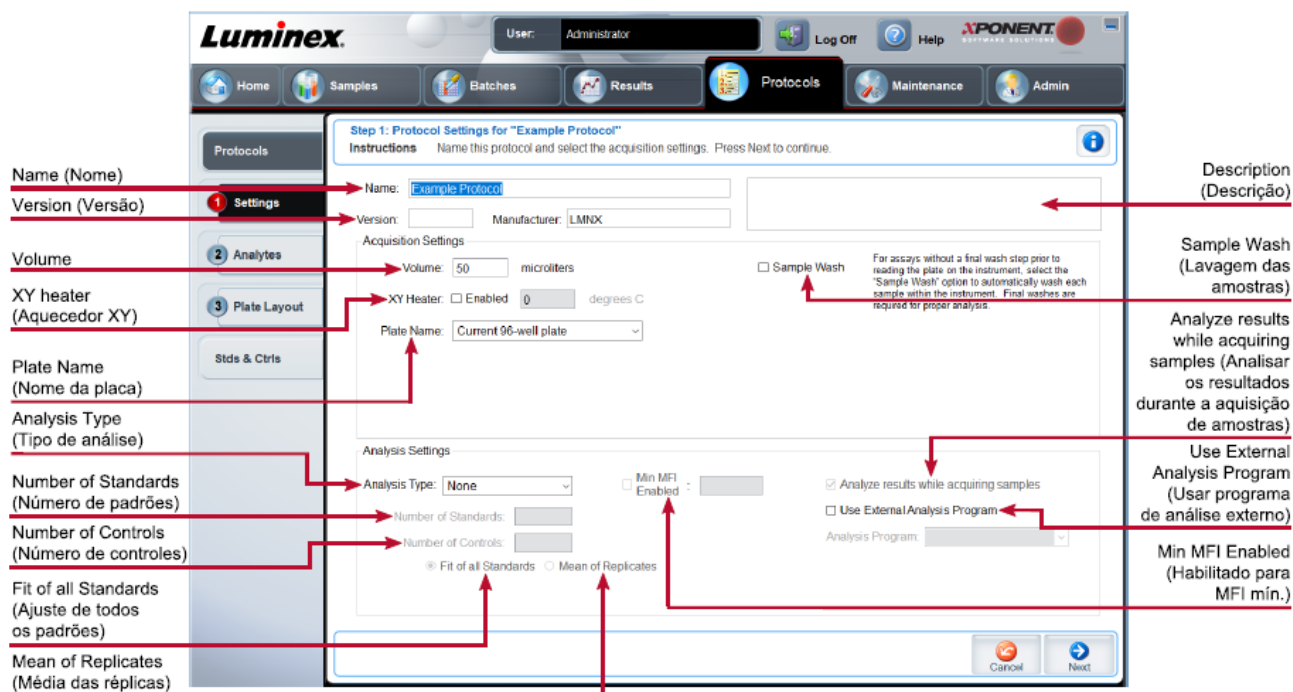 Luminex.
User: Administrator
Log Off
Help
XPONENT.
SOFTWARE SOLUTIONS
Home
Samples
Batches
Results
Protocols
Maintenance
Admin
Protocols
1 Settings
2 Analytes
3 Plate Layout
Stds & Ctrls
Step 1: Protocol Settings for "Example Protocol"
Instructions Name this protocol and select the acquisition settings. Press Next to continue.
Name: Example Protocol
Version: Manufacturer: LMNX
Acquisition Settings
Volume: 50 microliters
XY Heater: Enabled 0 degrees C
Plate Name: Current 96-well plate
Sample Wash
For assays without a final wash step prior to
reading the plate on the instrument, select the
"Sample Wash" option to automatically wash each
sample within the instrument. Final washes are
required for proper analysis.
Analysis Settings
Analysis Type: None
Min MFI
Enabled :
Number of Standards:
Number of Controls:
Fit of all Standards Mean of Replicates
Analyze results while acquiring samples
Use External Analysis Program
Analysis Program:
Cancel
Next
Name (Nome)
Version (Versão)
Volume
XY heater
(Aquecedor XY)
Plate Name
(Nome da placa)
Analysis Type
(Tipo de análise)
Number of Standards
(Número de padrões)
Number of Controls
(Número de controles)
Fit of all Standards
(Ajuste de todos
os padrões)
Mean of Replicates
(Média das réplicas)
Description
(Descrição)
Sample Wash
(Lavagem das
amostras)
Analyze results
while acquiring
samples (Analisar
os resultados
durante a aquisição
de amostras)
Use External
Analysis Program
(Usar programa
de análise externo)
Min MFI Enabled
(Habilitado para
MFI mín.)